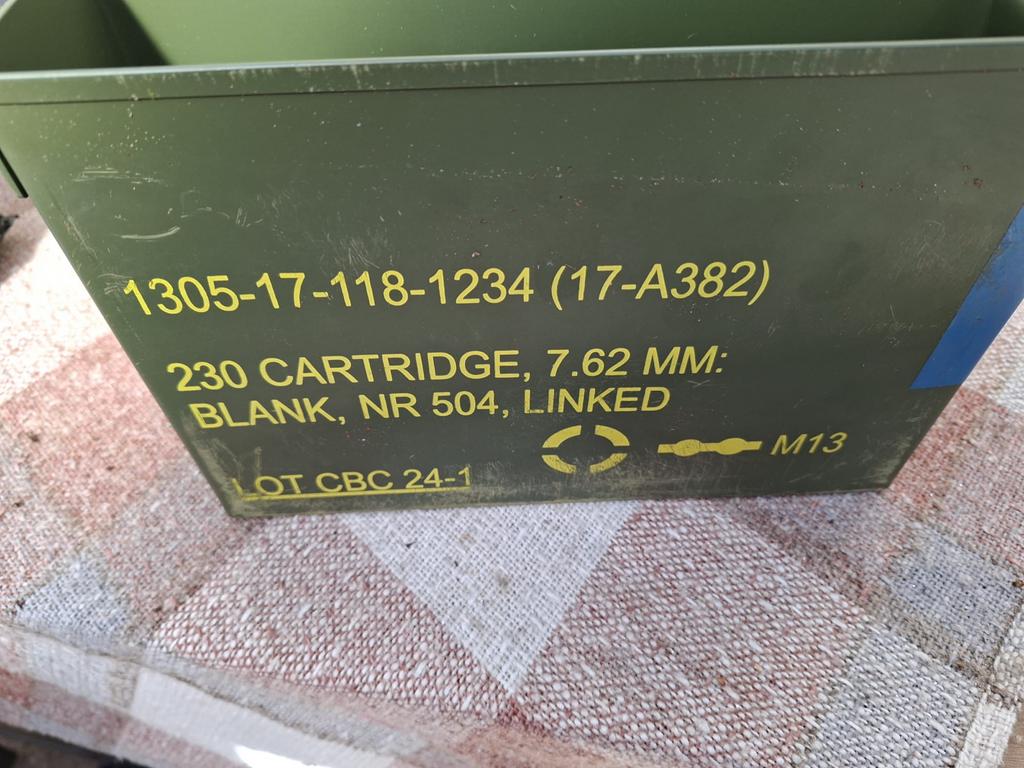 1305-17-118-1234 (17-A382)
230 CARTRIDGE, 7.62 MM:
BLANK, NR 504, LINKED
M13
LOT CBC 24-1